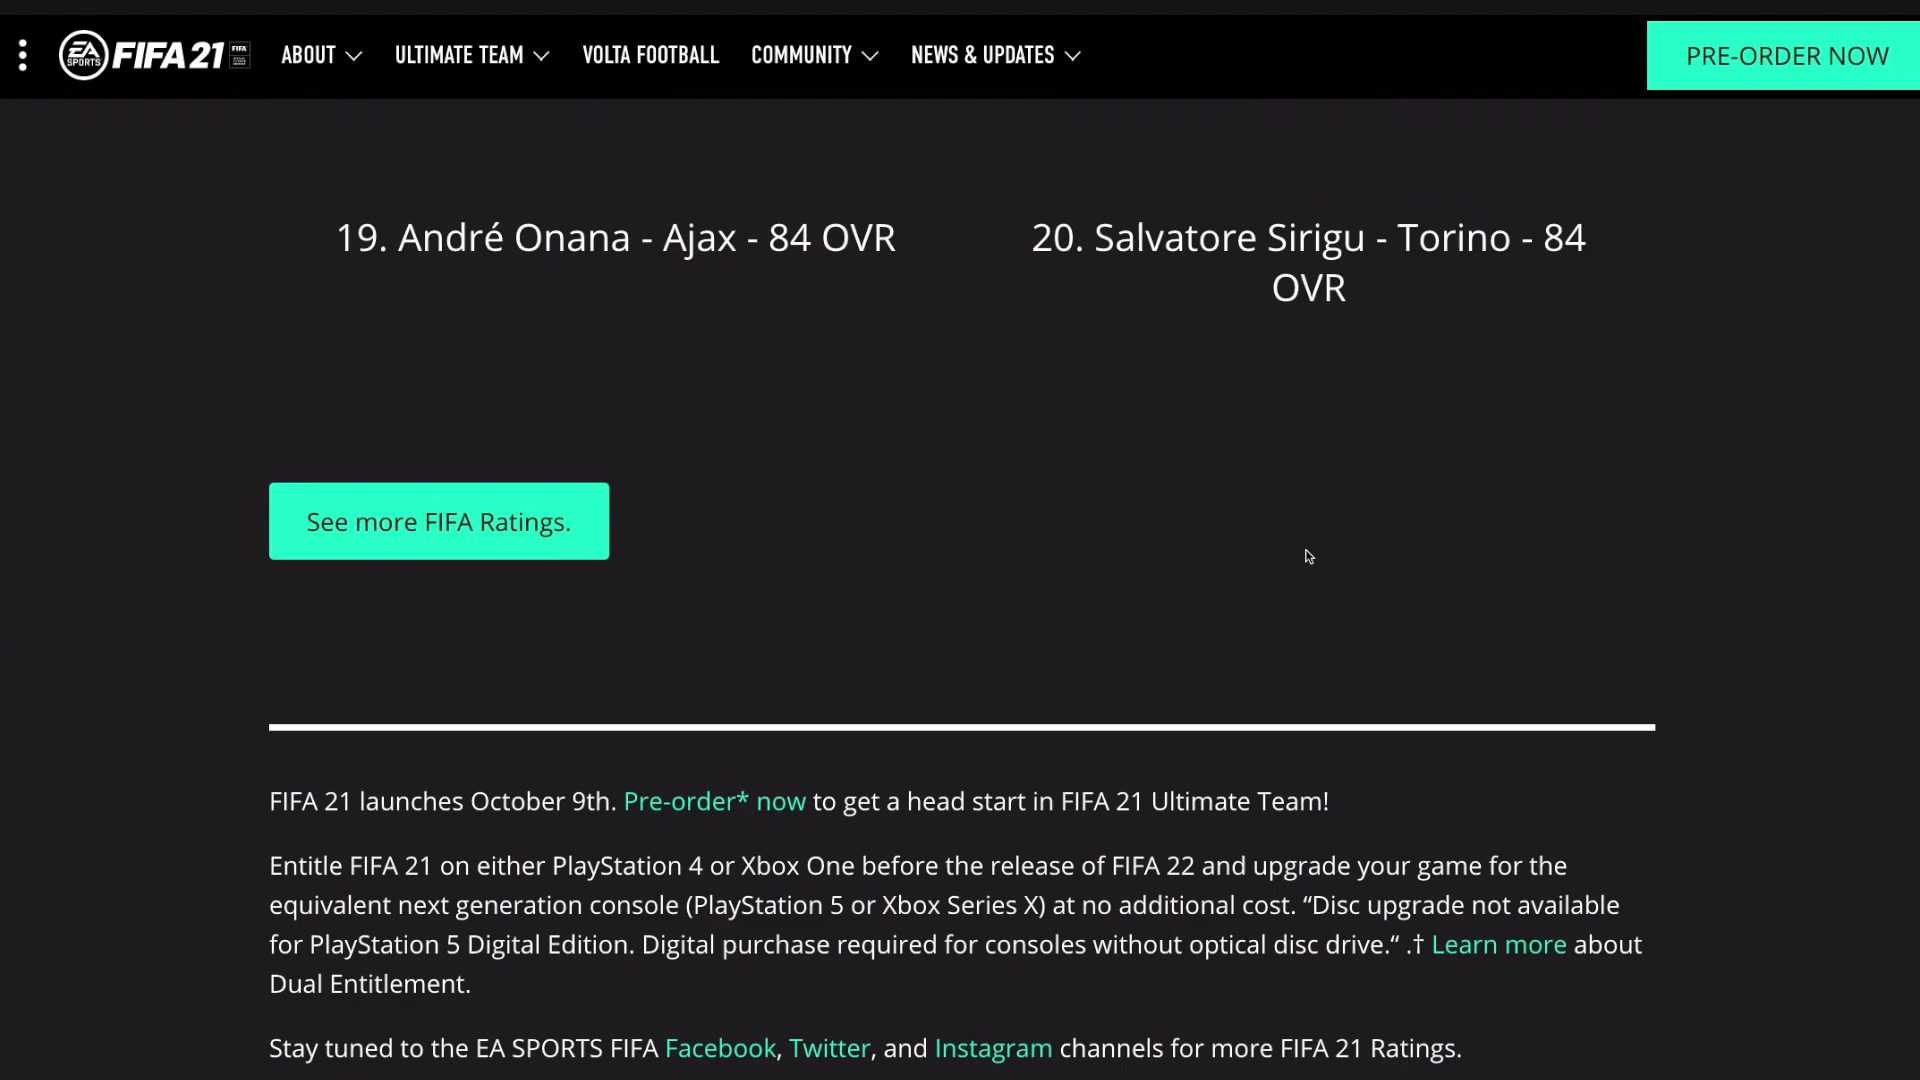 EA SPORTS FIFA 21 FIFA ABOUT ULTIMATE TEAM VOLTA FOOTBALL COMMUNITY NEWS & UPDATES PRE-ORDER NOW
19. André Onana - Ajax - 84 OVR
20. Salvatore Sirigu - Torino - 84
OVR
See more FIFA Ratings.
FIFA 21 launches October 9th. Pre-order* now to get a head start in FIFA 21 Ultimate Team!
Entitle FIFA 21 on either PlayStation 4 or Xbox One before the release of FIFA 22 and upgrade your game for the
equivalent next generation console (PlayStation 5 or Xbox Series X) at no additional cost. “Disc upgrade not available
for PlayStation 5 Digital Edition. Digital purchase required for consoles without optical disc drive.“ .† Learn more about
Dual Entitlement.
Stay tuned to the EA SPORTS FIFA Facebook, Twitter, and Instagram channels for more FIFA 21 Ratings.